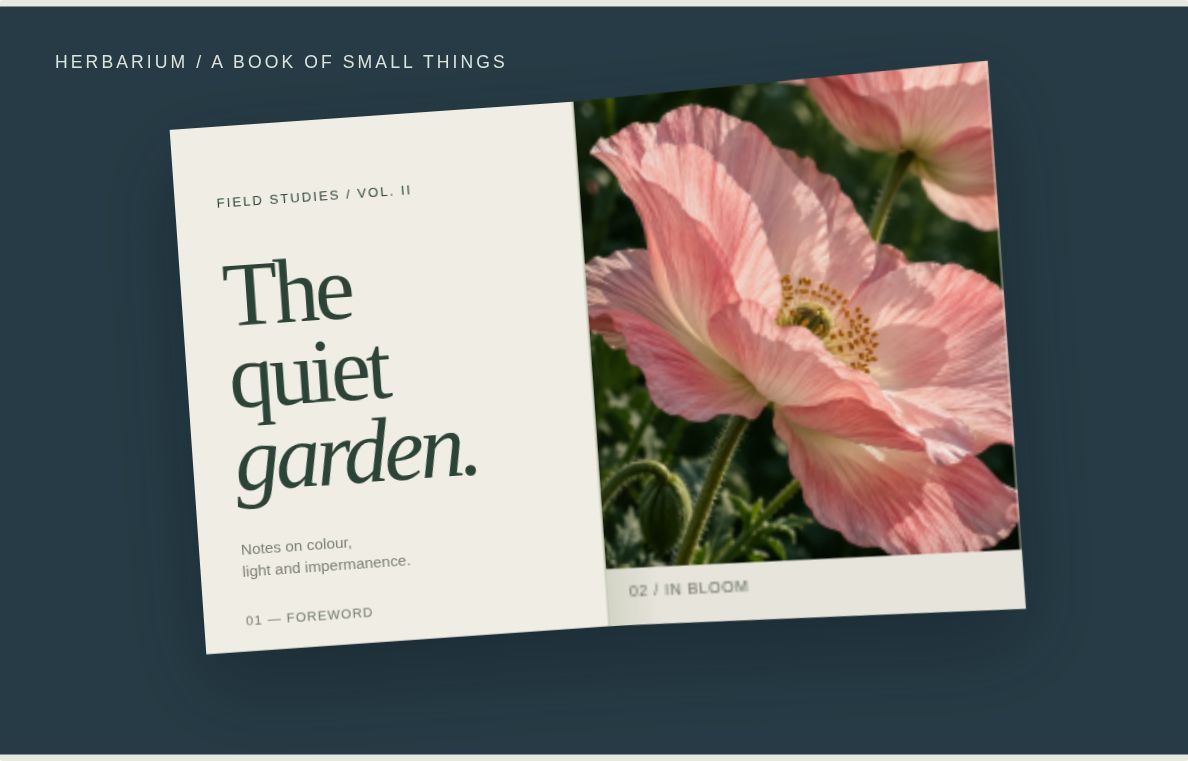 HERBARIUM / A BOOK OF SMALL THINGS
FIELD STUDIES / VOL. II
The
quiet
garden.
Notes on colour,
light and impermanence.
01 — FOREWORD
02 / IN BLOOM